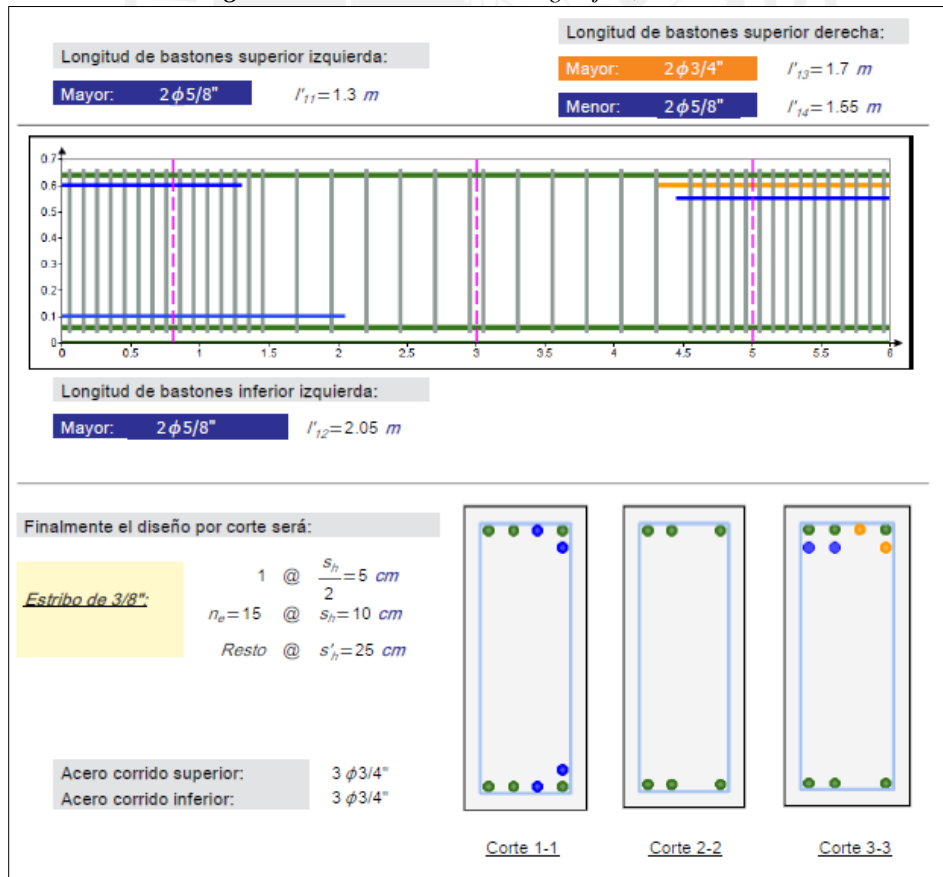 Longitud de bastones superior izquierda:
Mayor: 2ϕ5/8" l'₁₁=1.3 m
Longitud de bastones superior derecha:
Mayor: 2ϕ3/4" l'₁₃=1.7 m
Menor: 2ϕ5/8" l'₁₄=1.55 m
0.7
0.6
0.5
0.4
0.3
0.2
0.1
0
0 0.5 1 1.5 2 2.5 3 3.5 4 4.5 5 5.5 6
Longitud de bastones inferior izquierda:
Mayor: 2ϕ5/8" l'₁₂=2.05 m
Finalmente el diseño por corte será:
Estribo de 3/8":
1 @ sₕ/2=5 cm
nₑ=15 @ sₕ=10 cm
Resto @ s'ₕ=25 cm
Acero corrido superior: 3 ϕ3/4"
Acero corrido inferior: 3 ϕ3/4"
Corte 1-1 Corte 2-2 Corte 3-3